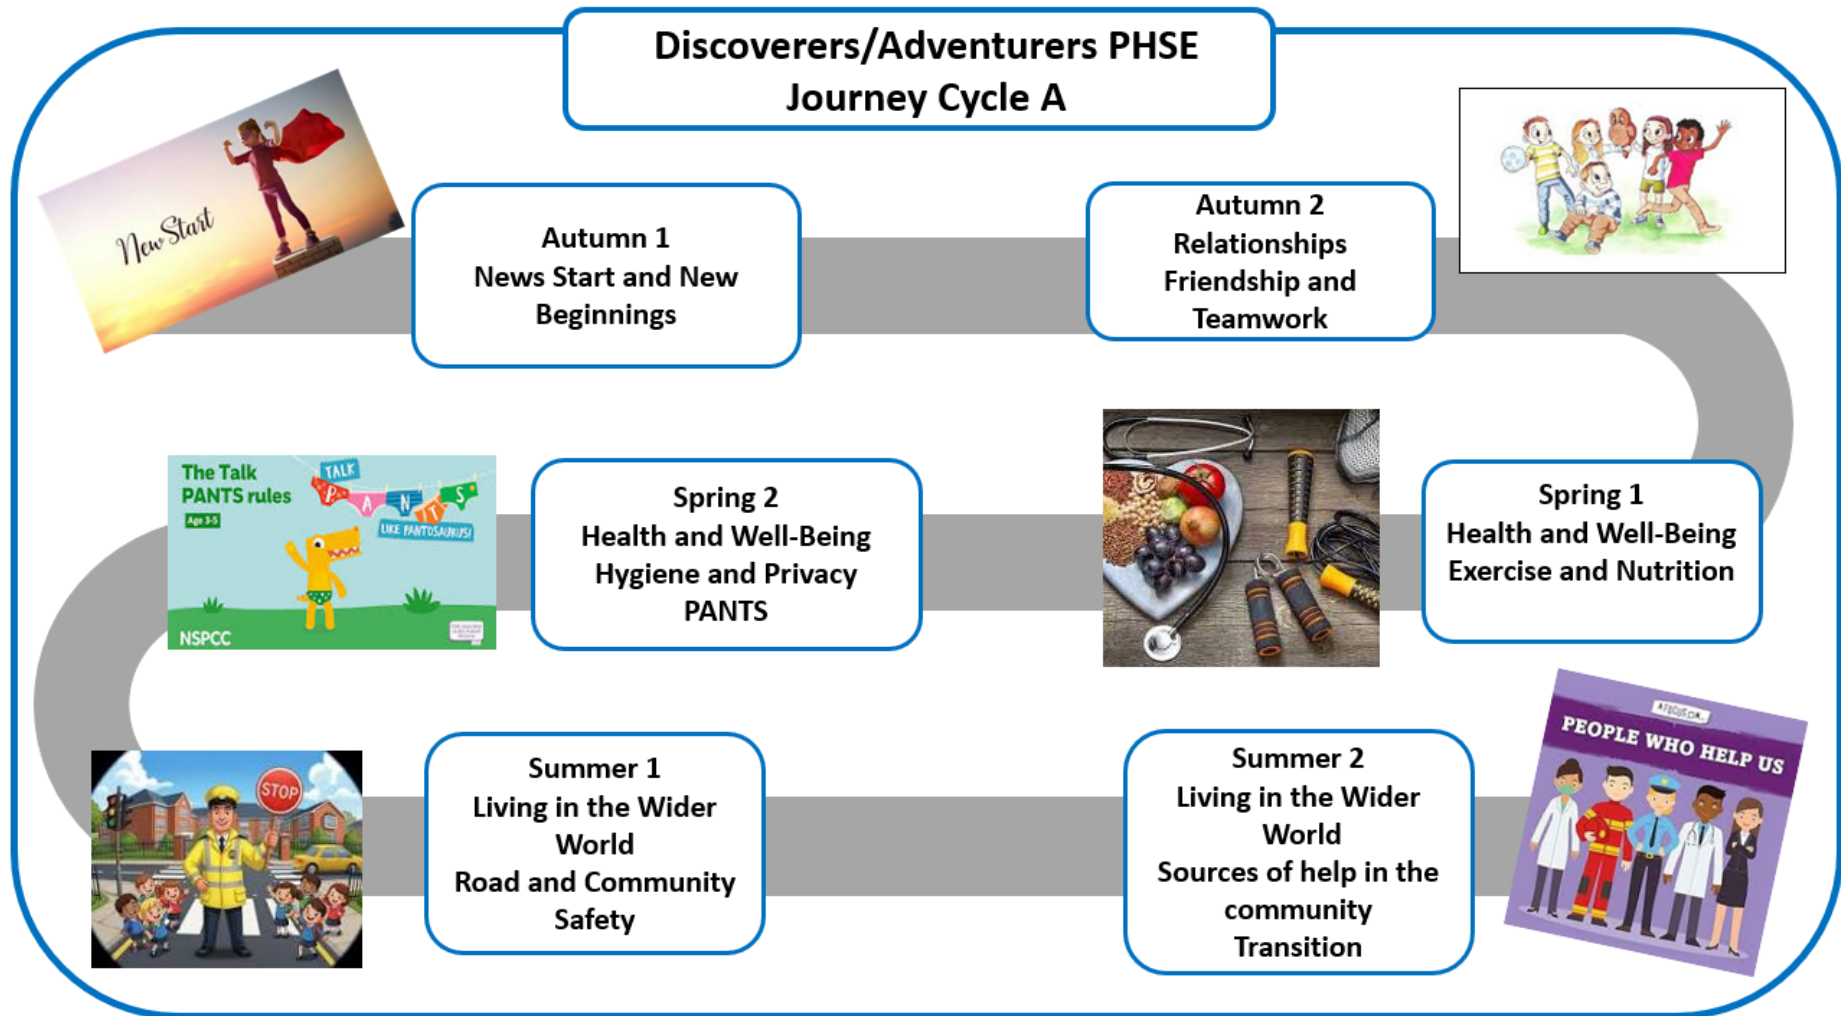 Discoverers/Adventurers PHSE
Journey Cycle A
New Start
Autumn 1
News Start and New
Beginnings
Autumn 2
Relationships
Friendship and
Teamwork
Spring 1
Health and Well-Being
Exercise and Nutrition
Spring 2
Health and Well-Being
Hygiene and Privacy
PANTS
The Talk
PANTS rules
Age 3-5
TALK
PANTS
LIKE PANTOSAURUS!
NSPCC
STOP
Summer 1
Living in the Wider
World
Road and Community
Safety
Summer 2
Living in the Wider
World
Sources of help in the
community
Transition
A FOCUS ON...
PEOPLE WHO HELP US